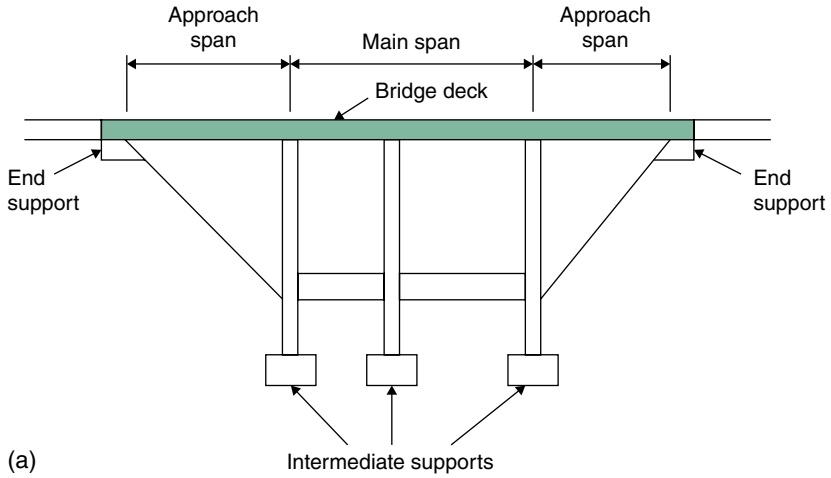 Approach
span
Main span
Approach
span
Bridge deck
End
support
End
support
Intermediate supports
(a)